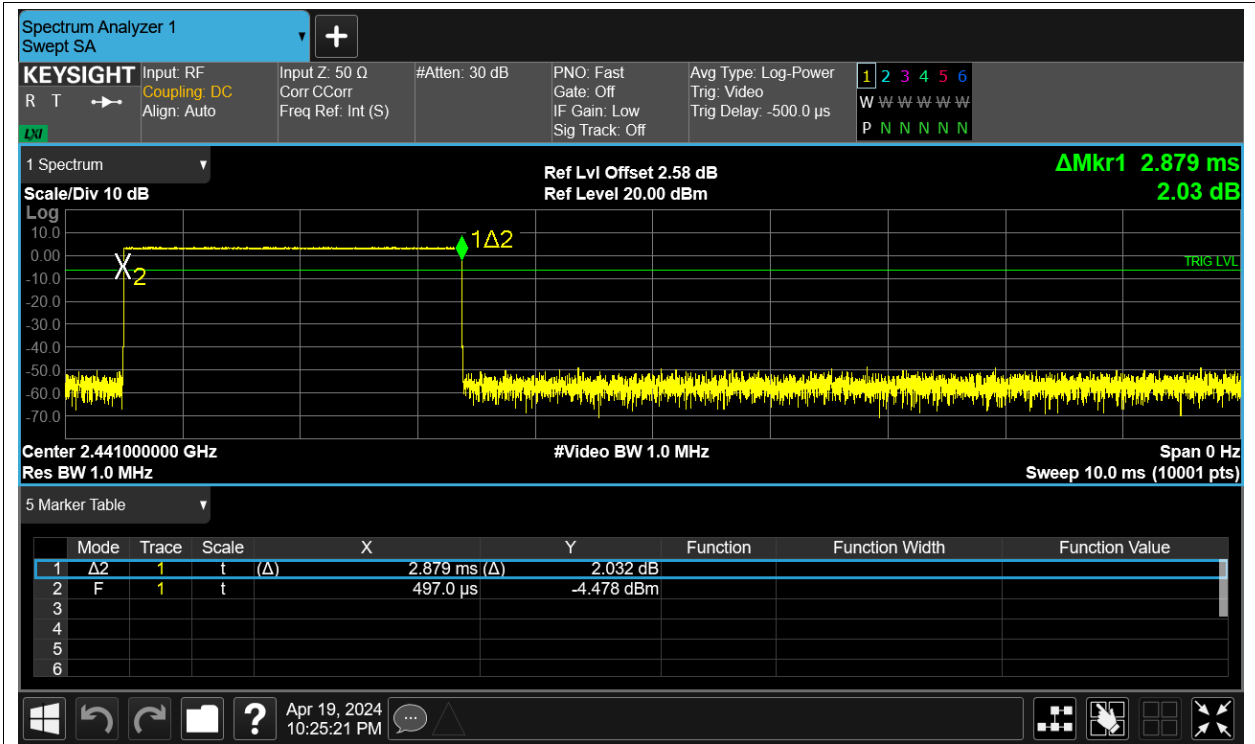 Spectrum Analyzer 1
Swept SA
KEYSIGHT
R T
LXI
Input: RF
Coupling: DC
Align: Auto
Input Z: 50 Ω
Corr CCorr
Freq Ref: Int (S)
#Atten: 30 dB
PNO: Fast
Gate: Off
IF Gain: Low
Sig Track: Off
Avg Type: Log-Power
Trig: Video
Trig Delay: -500.0 µs
1 2 3 4 5 6
W W W W W W
P N N N N N
1 Spectrum
Scale/Div 10 dB
Ref Lvl Offset 2.58 dB
Ref Level 20.00 dBm
ΔMkr1 2.879 ms
2.03 dB
Log
10.0
0.00
-10.0
-20.0
-30.0
-40.0
-50.0
-60.0
-70.0
1Δ2
2
TRIG LVL
Center 2.441000000 GHz
#Video BW 1.0 MHz
Span 0 Hz
Res BW 1.0 MHz
Sweep 10.0 ms (10001 pts)
5 Marker Table
Mode Trace Scale X Y Function Function Width Function Value
1 Δ2 1 t (Δ) 2.879 ms (Δ) 2.032 dB
2 F 1 t 497.0 µs -4.478 dBm
3
4
5
6
?
Apr 19, 2024
10:25:21 PM